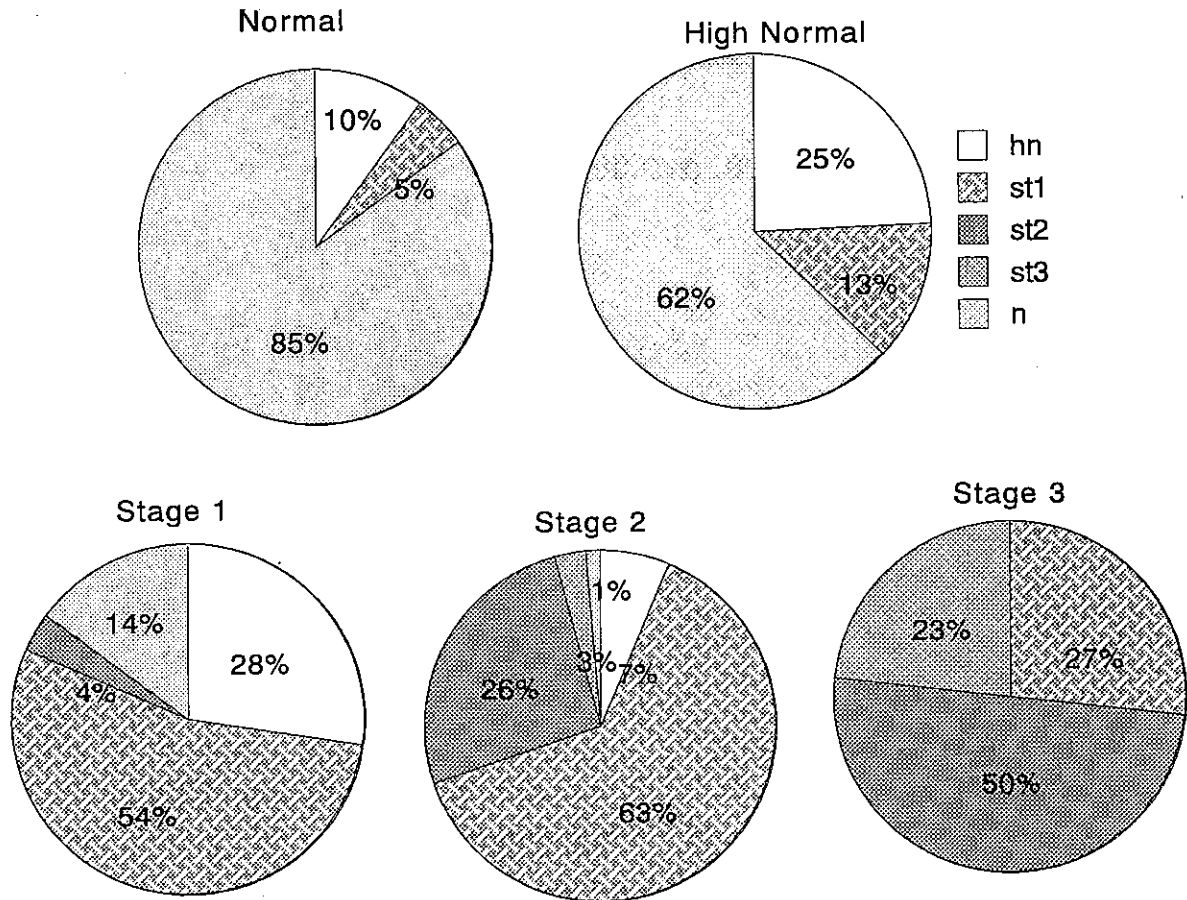 Normal
10%
5%
85%
High Normal
25%
13%
62%
hn
st1
st2
st3
n
Stage 1
14%
28%
4%
54%
Stage 2
1%
3%
7%
26%
63%
Stage 3
23%
27%
50%